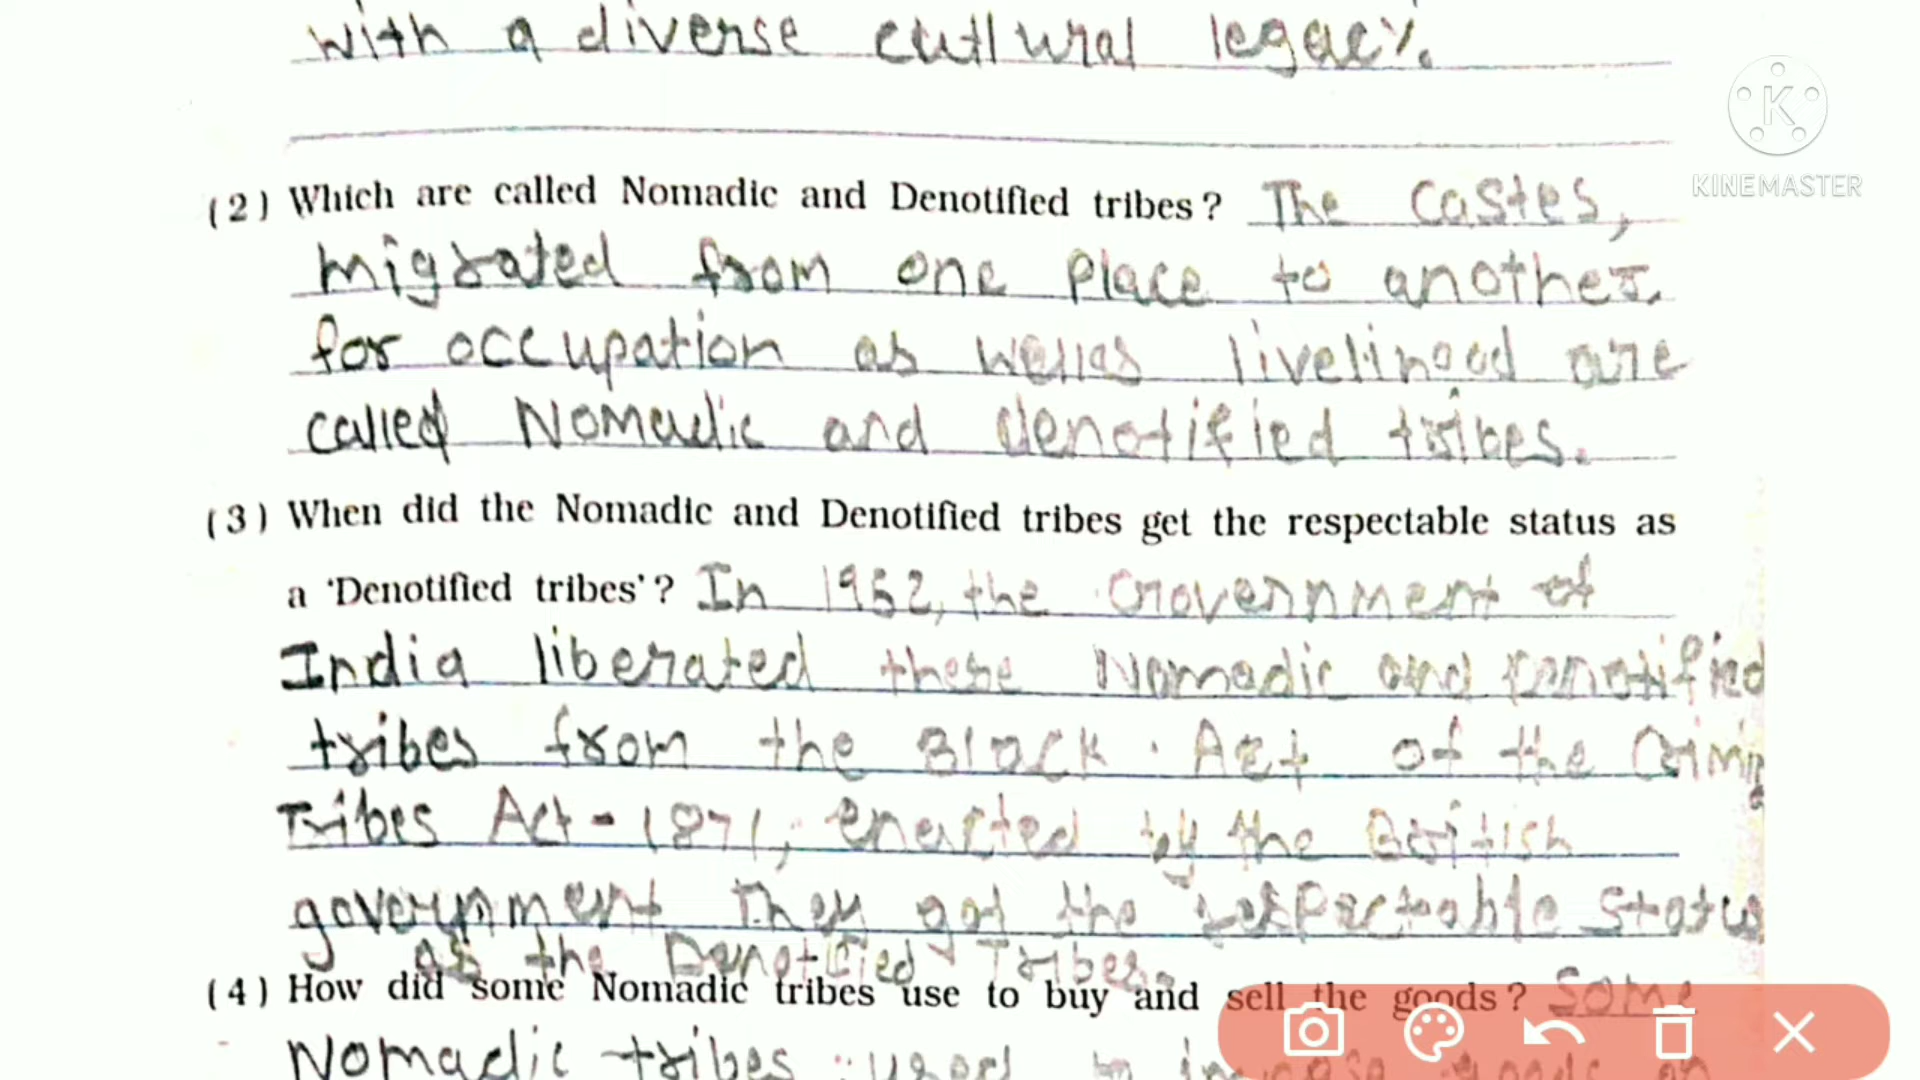 with a diverse cultural legacy.
KINEMASTER
(2) Which are called Nomadic and Denotified tribes? The castes,
migrated from one place to another.
for occupation as wellas livelihood are
called Nomadic and denotified tribes.
(3) When did the Nomadic and Denotified tribes get the respectable status as
a 'Denotified tribes'? In 1952, the Government of
India liberated these Nomadic and Denotified
tribes from the Black Act of the
Tribes Act - 1871, enacted by the British
government They got the status
as the Denotified Tribes.
(4) How did some Nomadic tribes use to buy and sell the goods? Some
Nomadic tribes used